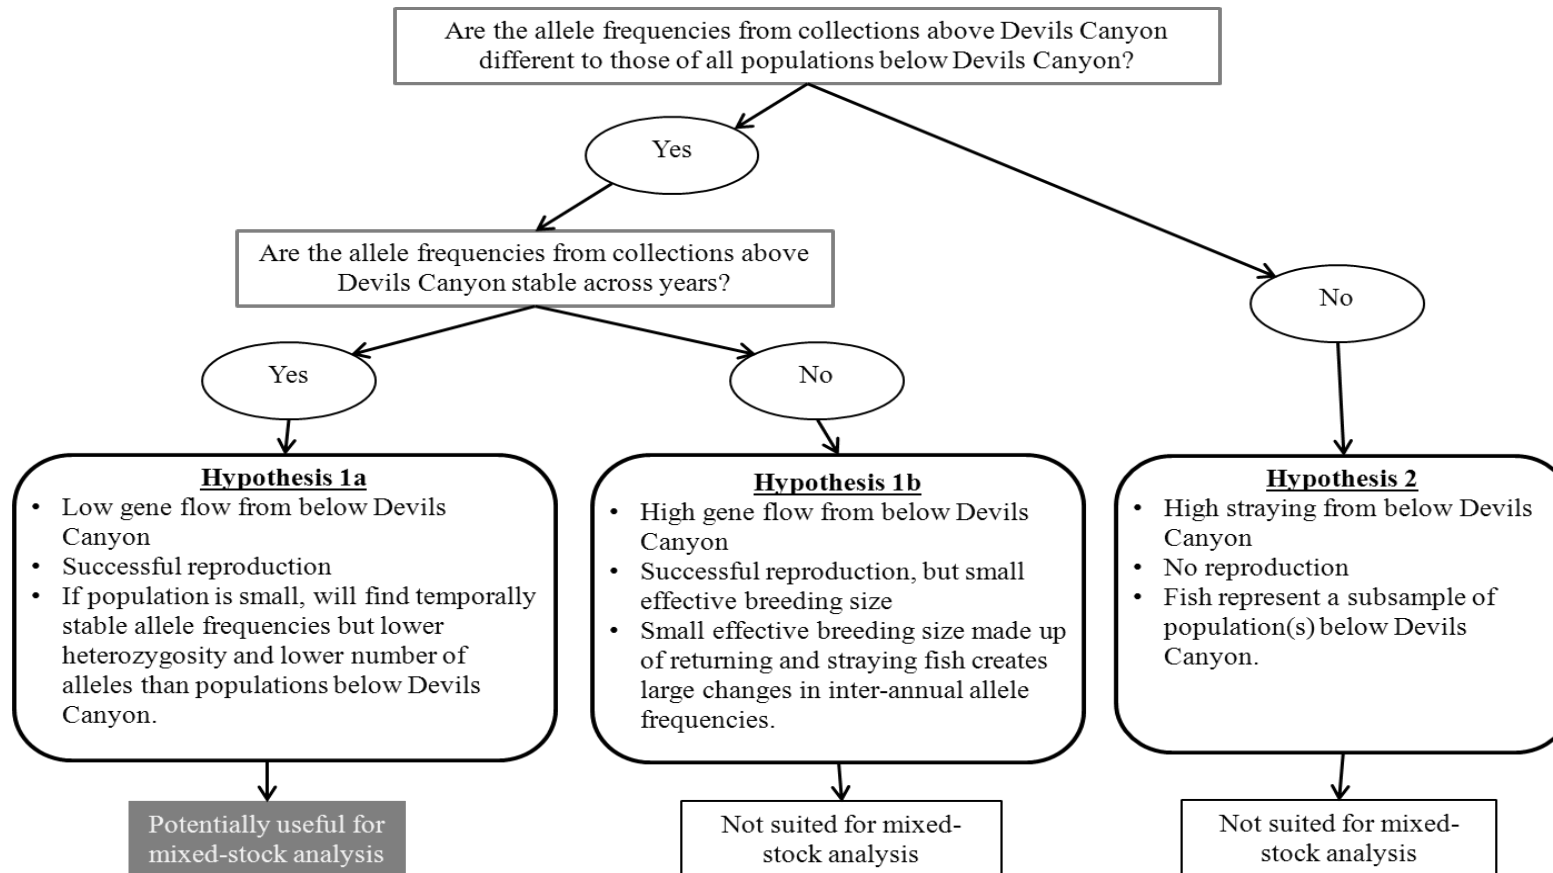 Are the allele frequencies from collections above Devils Canyon
different to those of all populations below Devils Canyon?
Yes
Are the allele frequencies from collections above
Devils Canyon stable across years?
No
Yes
No
Hypothesis 1a
• Low gene flow from below Devils
Canyon
• Successful reproduction
• If population is small, will find temporally
stable allele frequencies but lower
heterozygosity and lower number of
alleles than populations below Devils
Canyon.
Hypothesis 1b
• High gene flow from below Devils
Canyon
• Successful reproduction, but small
effective breeding size
• Small effective breeding size made up
of returning and straying fish creates
large changes in inter-annual allele
frequencies.
Hypothesis 2
• High straying from below Devils
Canyon
• No reproduction
• Fish represent a subsample of
population(s) below Devils
Canyon.
Potentially useful for
mixed-stock analysis
Not suited for mixed-
stock analysis
Not suited for mixed-
stock analysis